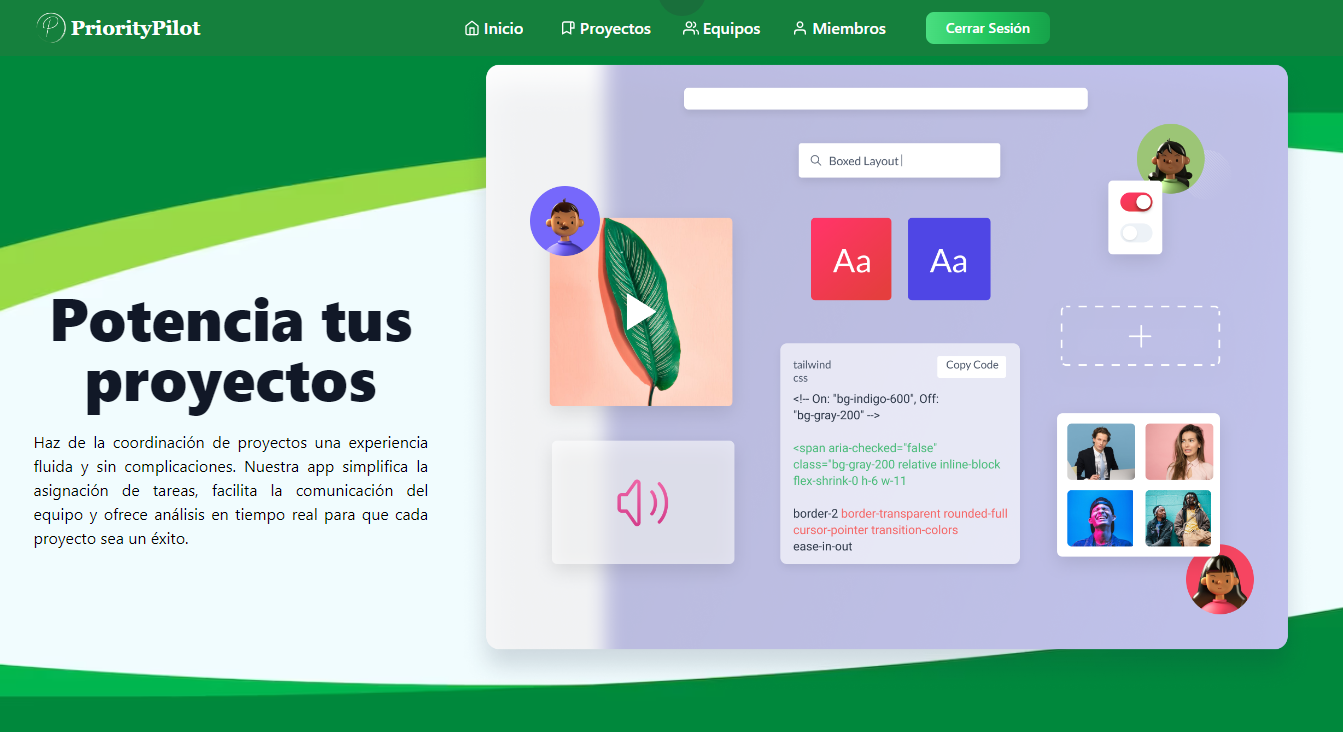 PriorityPilot
Inicio
Proyectos
Equipos
Miembros
Cerrar Sesión
Potencia tus
proyectos
Haz de la coordinación de proyectos una experiencia
fluida y sin complicaciones. Nuestra app simplifica la
asignación de tareas, facilita la comunicación del
equipo y ofrece análisis en tiempo real para que cada
proyecto sea un éxito.
Boxed Layout
Aa
Aa
tailwind
css
Copy Code
<!-- On: "bg-indigo-600", Off:
"bg-gray-200" -->
<span aria-checked="false"
class="bg-gray-200 relative inline-block
flex-shrink-0 h-6 w-11
border-2 border-transparent rounded-full
cursor-pointer transition-colors
ease-in-out